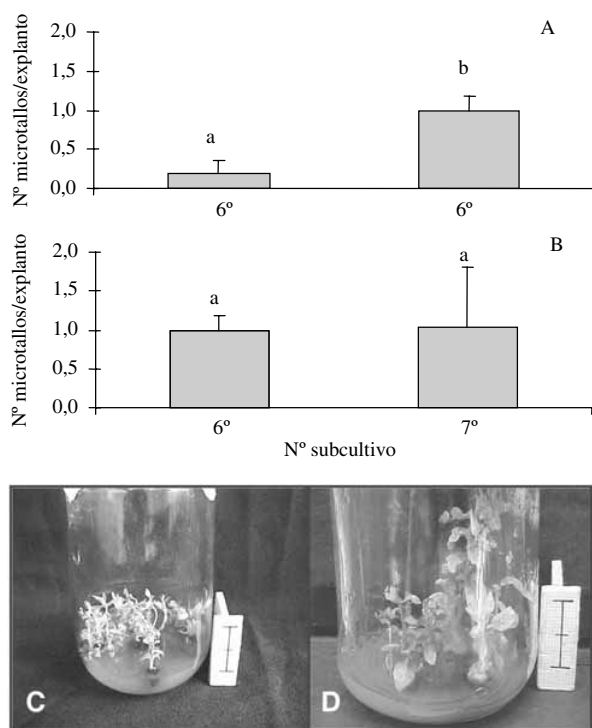 A
Nº microtallos/explanto
2,0
1,5
1,0
0,5
0,0
a
b
6º
6º
B
Nº microtallos/explanto
2,0
1,5
1,0
0,5
0,0
a
a
6º
7º
Nº subcultivo
C
D